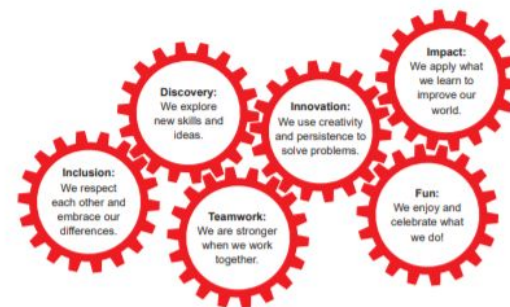 Impact:
We apply what
we learn to
improve our
world.
Discovery:
We explore
new skills and
ideas.
Innovation:
We use creativity
and persistence to
solve problems.
Inclusion:
We respect
each other and
embrace our
differences.
Teamwork:
We are stronger
when we work
together.
Fun:
We enjoy and
celebrate what
we do!